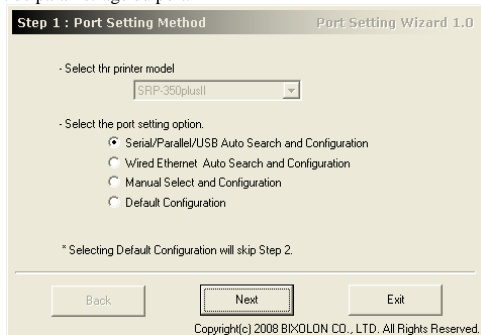 Step 1 : Port Setting Method Port Setting Wizard 1.0
- Select thr printer model
SRP-350plusII
- Select the port setting option.
Serial/Parallel/USB Auto Search and Configuration
Wired Ethernet Auto Search and Configuration
Manual Select and Configuration
Default Configuration
* Selecting Default Configuration will skip Step 2.
Back Next Exit
Copyright(c) 2008 BIXOLON CO., LTD. All Rights Reserved.